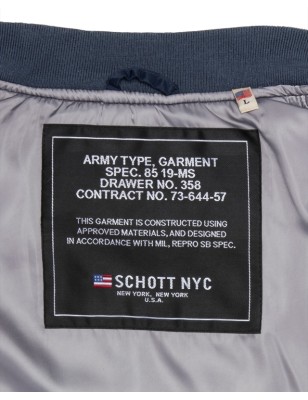 L
ARMY TYPE, GARMENT
SPEC. 85 19-MS
DRAWER NO. 358
CONTRACT NO. 73-644-57
THIS GARMENT IS CONSTRUCTED USING
APPROVED MATERIALS, AND DESIGNED
IN ACCORDANCE WITH MIL, REPRO SB SPEC.
SCHOTT NYC
NEW YORK, NEW YORK
U.S.A.